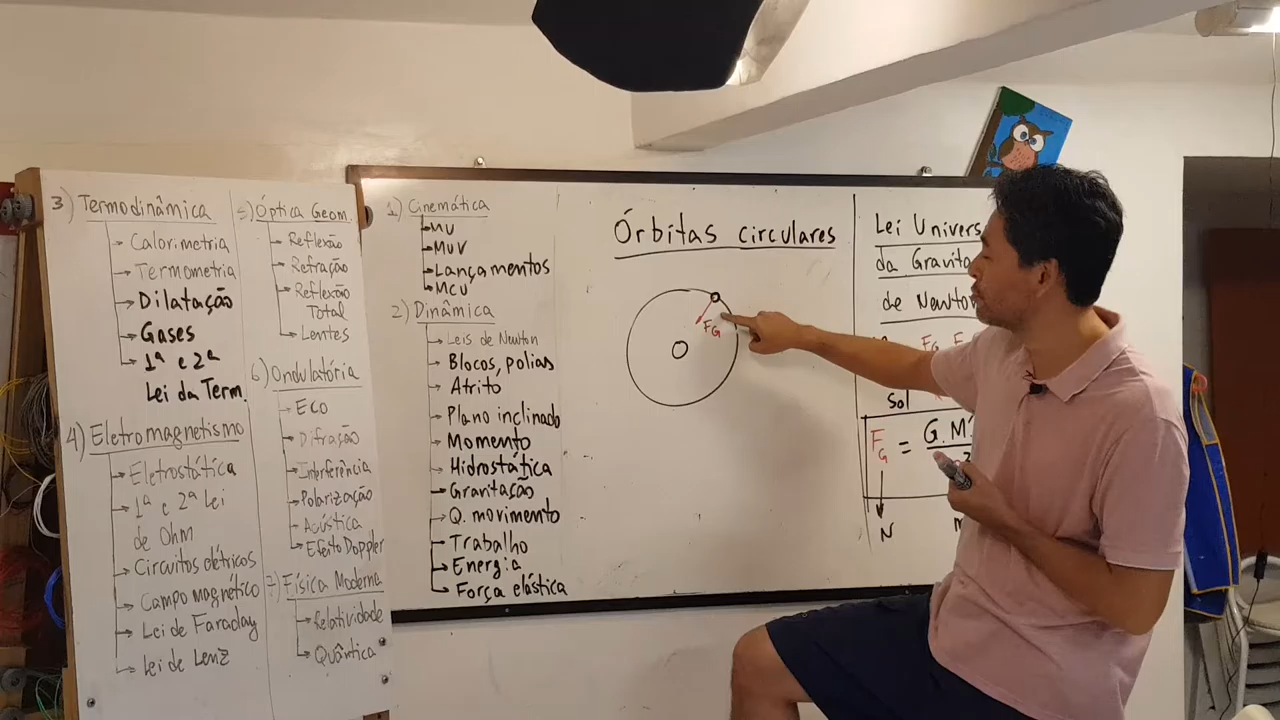 3) Termodinâmica
Calorimetria
Termometria
Dilatação
Gases
1ª e 2ª
Lei da Term.
4) Eletromagnetismo
Eletrostática
1ª e 2ª Lei
de Ohm
Circuitos elétricos
Campo magnético
Lei de Faraday
Lei de Lenz
5) Óptica Geom.
Reflexão
Refração
Reflexão
Total
Lentes
6) Ondulatória
Eco
Difração
Interferência
Polarização
Acústica
Efeito Doppler
7) Física Moderna
Relatividade
Quântica
1) Cinemática
MU
MUV
Lançamentos
MCU
2) Dinâmica
Leis de Newton
Blocos, polias
Atrito
Plano inclinado
Momento
Hidrostática
Gravitação
Q. movimento
Trabalho
Energia
Força elástica
Órbitas circulares
FG
Lei Univers
da Gravita
de Newton
FG F
Sol
FG = G.M
N